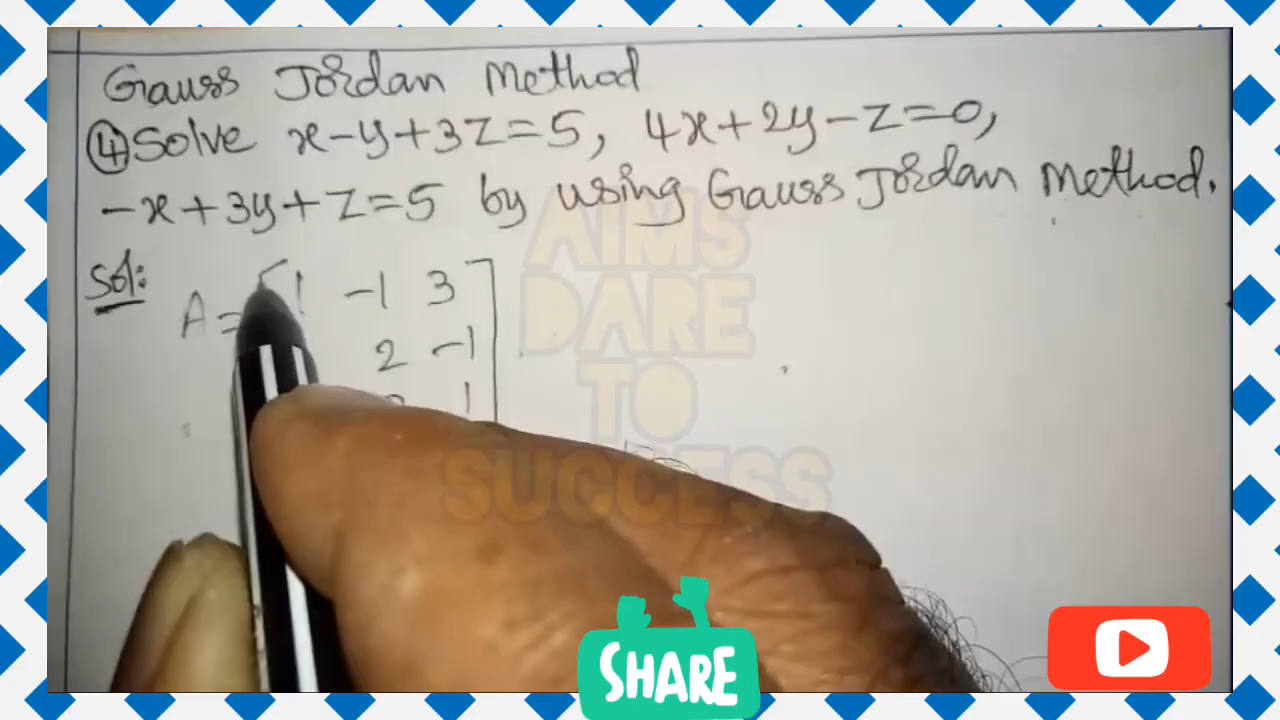 Gauss Jordan Method
④ Solve x-y+3z=5, 4x+2y-z=0,
-x+3y+z=5 by using Gauss Jordan Method.
Sol:
A = 1 -1 3
2 -1
1
AIMS
DARE
TO
SUCCESS
SHARE